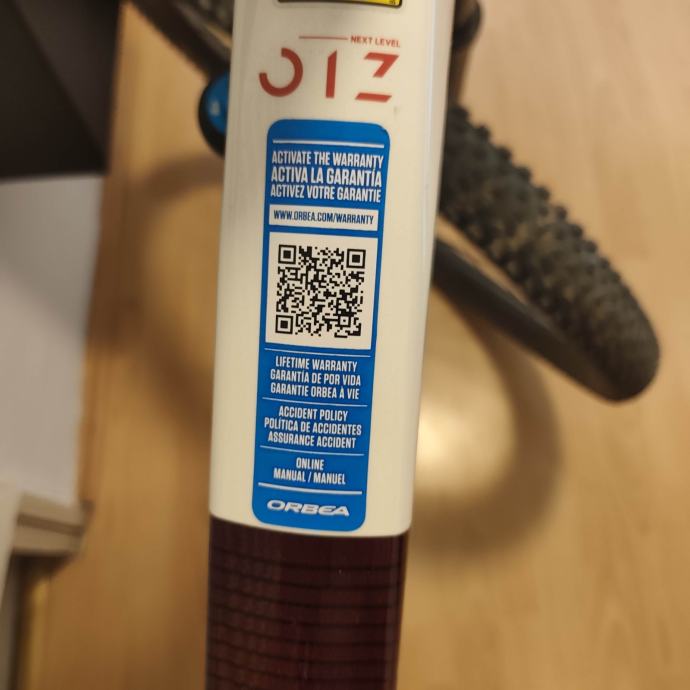 NEXT LEVEL
OIZ
ACTIVATE THE WARRANTY
ACTIVA LA GARANTÍA
ACTIVEZ VOTRE GARANTIE
WWW.ORBEA.COM/WARRANTY
LIFETIME WARRANTY
GARANTÍA DE POR VIDA
GARANTIE ORBEA À VIE
ACCIDENT POLICY
POLÍTICA DE ACCIDENTES
ASSURANCE ACCIDENT
ONLINE
MANUAL / MANUEL
ORBEA